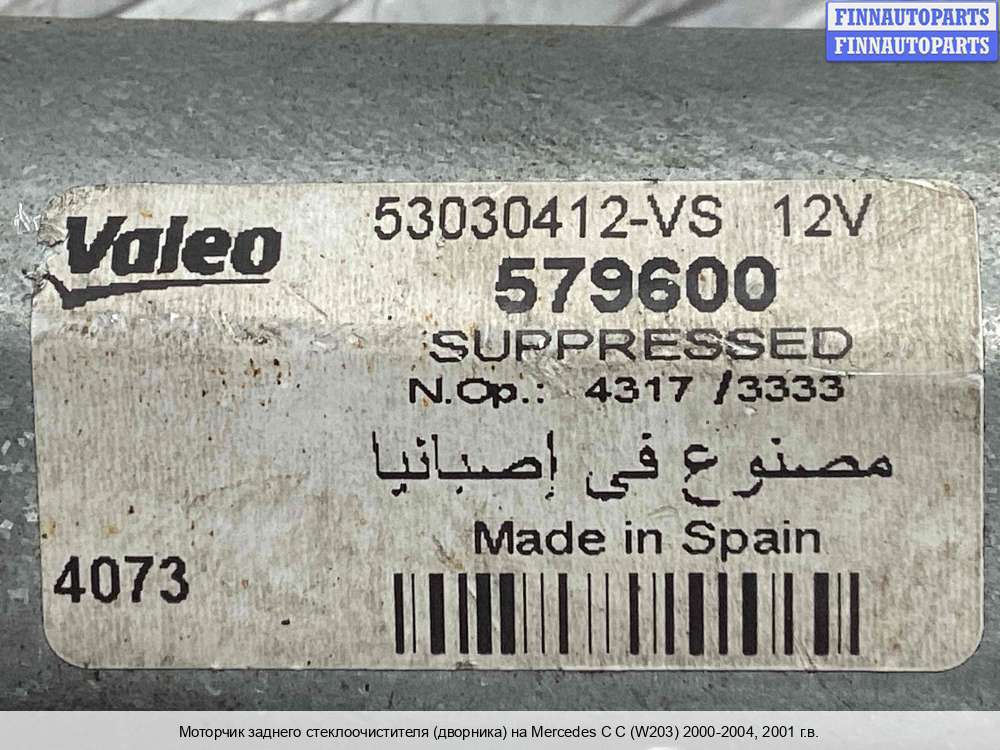 FINNAUTOPARTS
FINNAUTOPARTS
Valeo
53030412-VS 12V
579600
SUPPRESSED
N.Op.: 4317 /3333
مصنوع في إصبانيا
Made in Spain
4073
Моторчик заднего стеклоочистителя (дворника) на Mercedes C C (W203) 2000-2004, 2001 г.в.